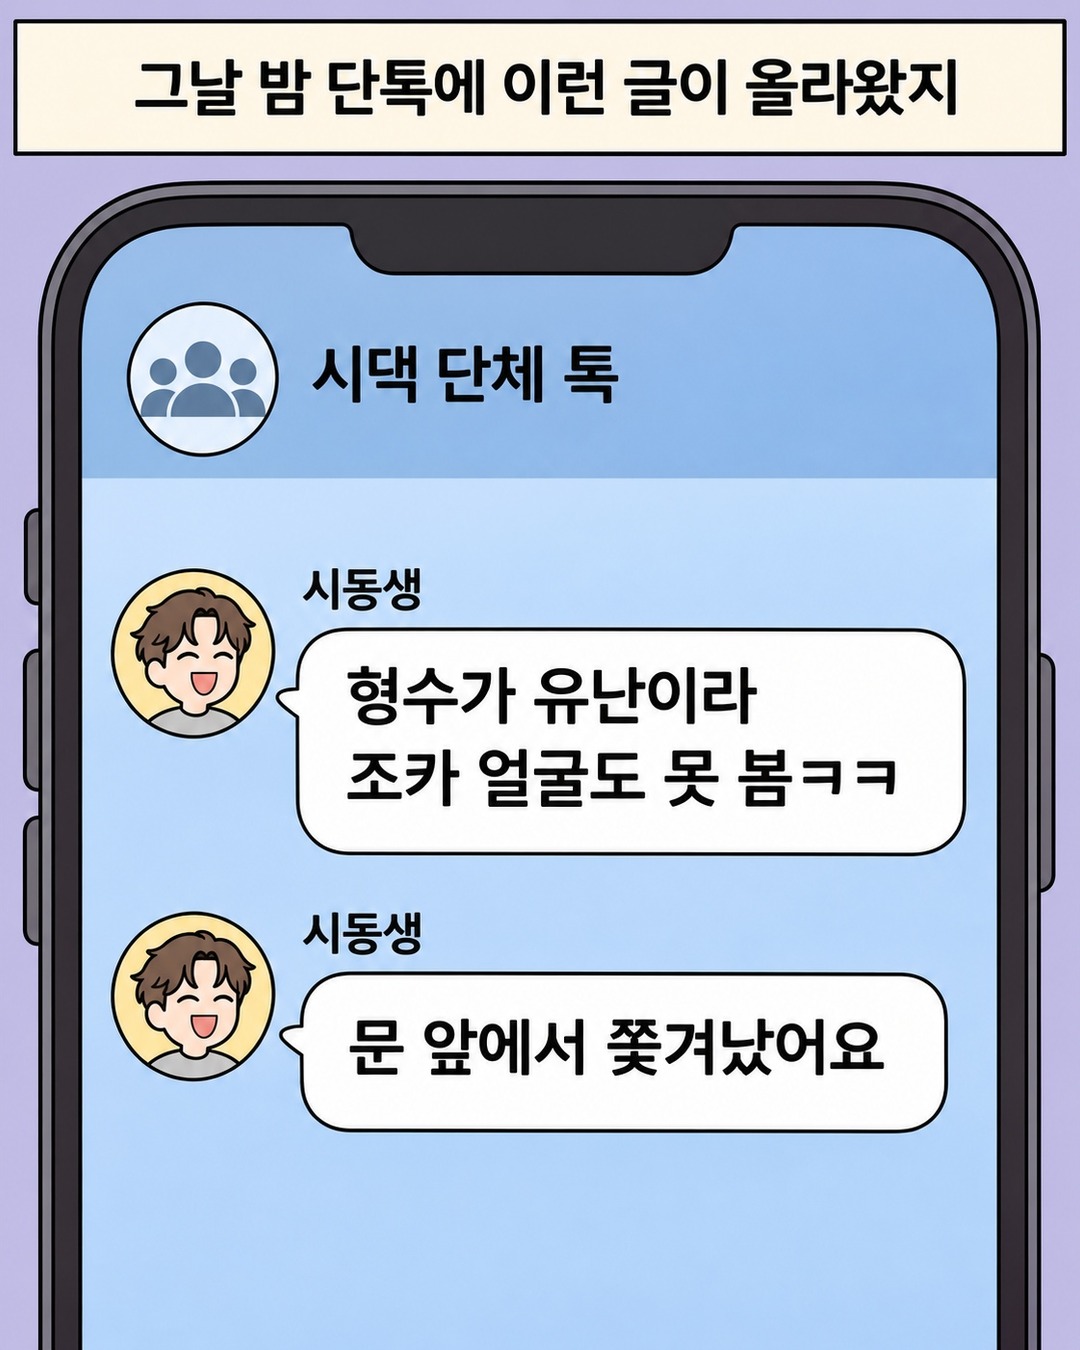 그날 밤 단톡에 이런 글이 올라왔지
시댁 단체 톡
시동생
형수가 유난이라
조카 얼굴도 못 봄ㅋㅋ
시동생
문 앞에서 쫓겨났어요